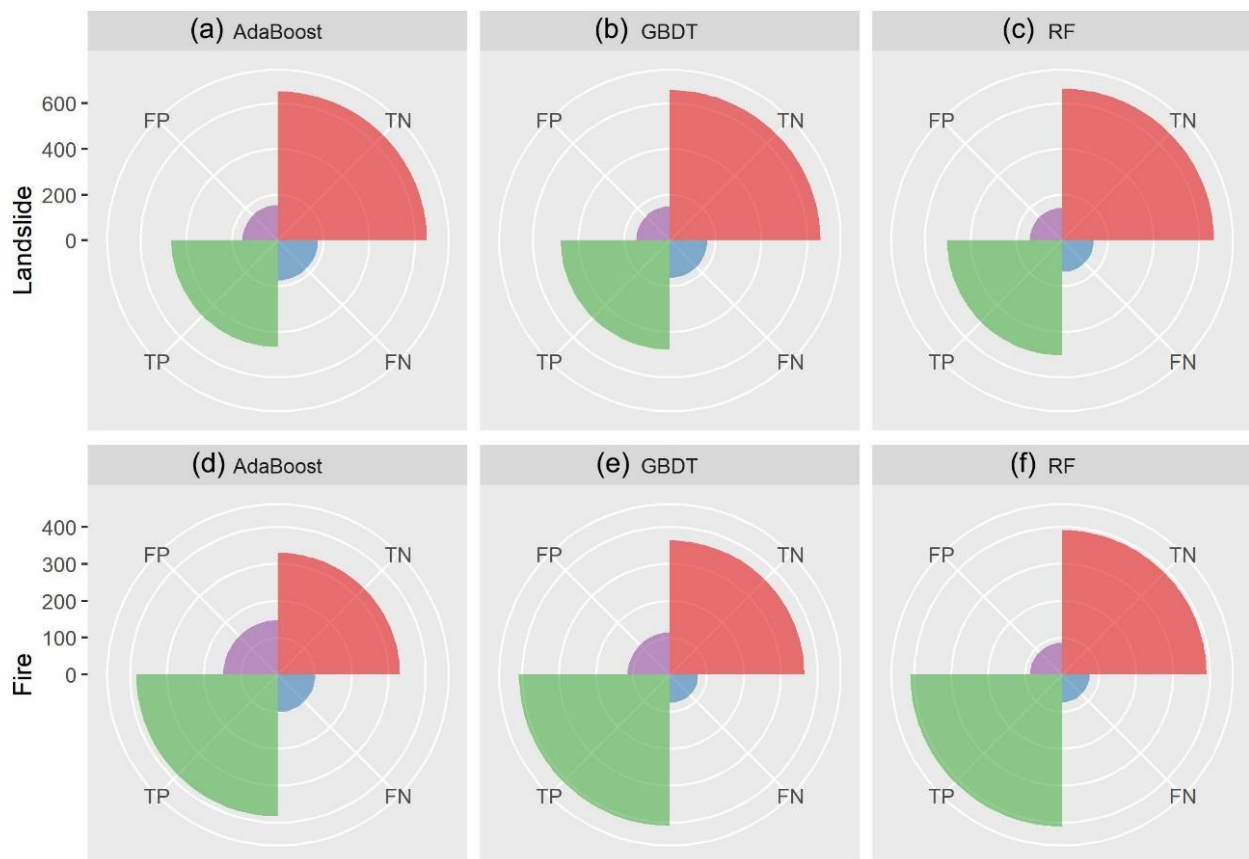 (a) AdaBoost
(b) GBDT
(c) RF
Landslide
600
400
200
0
FP
TN
TP
FN
FP
TN
TP
FN
FP
TN
TP
FN
(d) AdaBoost
(e) GBDT
(f) RF
Fire
400
300
200
100
0
FP
TN
TP
FN
FP
TN
TP
FN
FP
TN
TP
FN